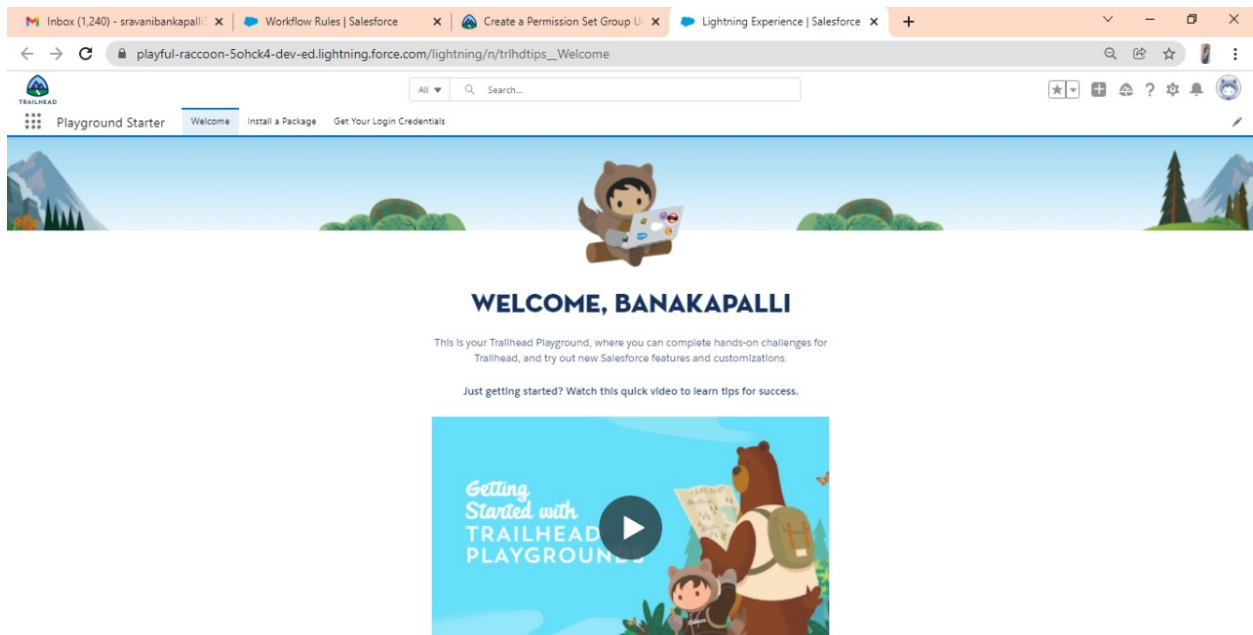 Inbox (1,240) - sravanibankapalli
Workflow Rules | Salesforce
Create a Permission Set Group U
Lightning Experience | Salesforce
playful-raccoon-5ohck4-dev-ed.lightning.force.com/lightning/n/trlhdtips__Welcome
TRAILHEAD
All
Search...
Playground Starter
Welcome
Install a Package
Get Your Login Credentials
WELCOME, BANAKAPALLI
This is your Trailhead Playground, where you can complete hands-on challenges for
Trailhead, and try out new Salesforce features and customizations.
Just getting started? Watch this quick video to learn tips for success.
Getting
Started with
TRAILHEAD
PLAYGROUNDS